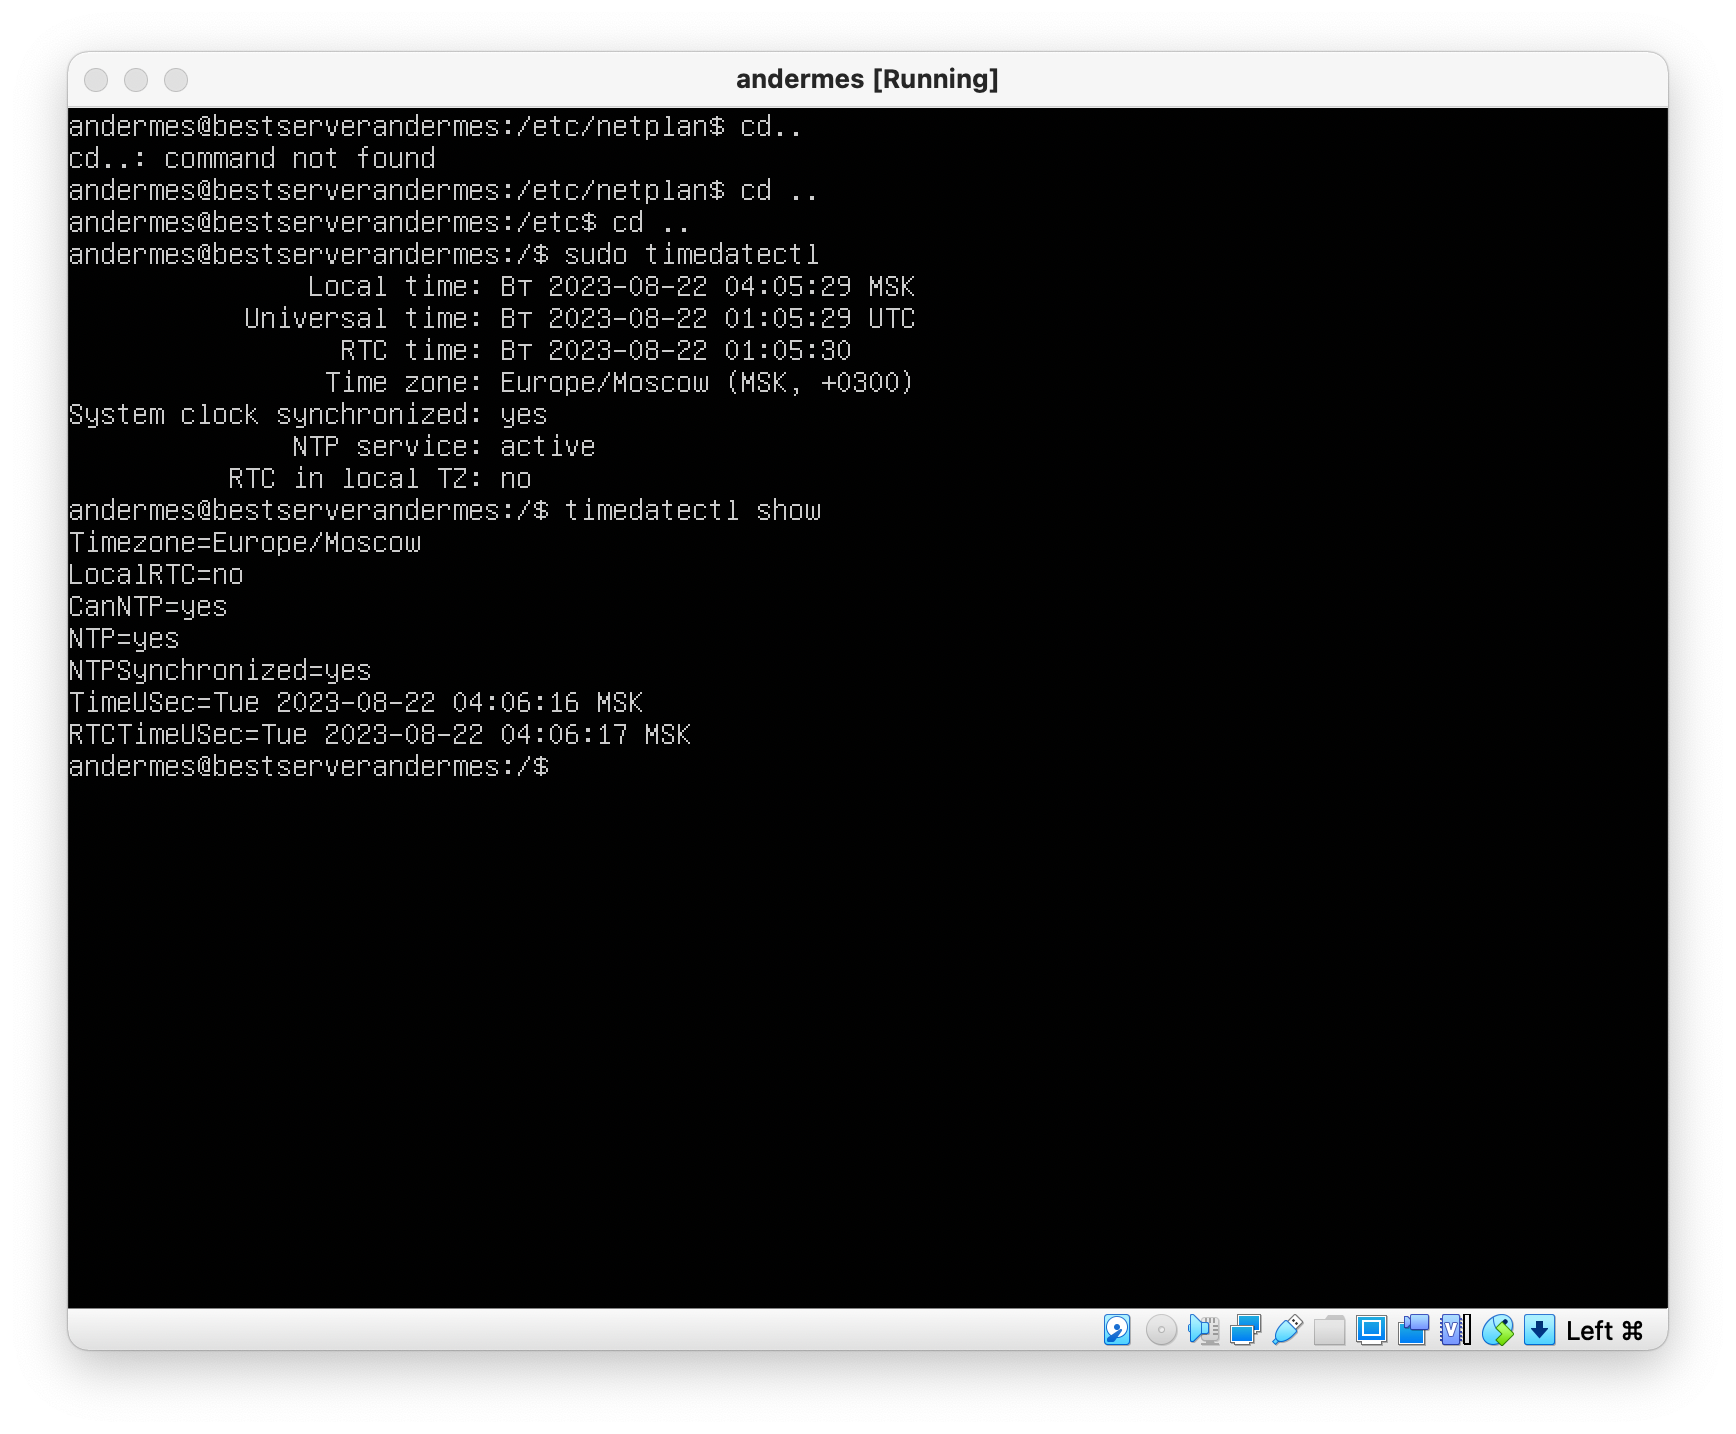 andermes [Running]
andermes@bestserverandermes:/etc/netplan$ cd..
cd..: command not found
andermes@bestserverandermes:/etc/netplan$ cd ..
andermes@bestserverandermes:/etc$ cd ..
andermes@bestserverandermes:/$ sudo timedatectl
Local time: Вт 2023-08-22 04:05:29 MSK
Universal time: Вт 2023-08-22 01:05:29 UTC
RTC time: Вт 2023-08-22 01:05:30
Time zone: Europe/Moscow (MSK, +0300)
System clock synchronized: yes
NTP service: active
RTC in local TZ: no
andermes@bestserverandermes:/$ timedatectl show
Timezone=Europe/Moscow
LocalRTC=no
CanNTP=yes
NTP=yes
NTPSynchronized=yes
TimeUSec=Tue 2023-08-22 04:06:16 MSK
RTCTimeUSec=Tue 2023-08-22 04:06:17 MSK
andermes@bestserverandermes:/$
Left ⌘